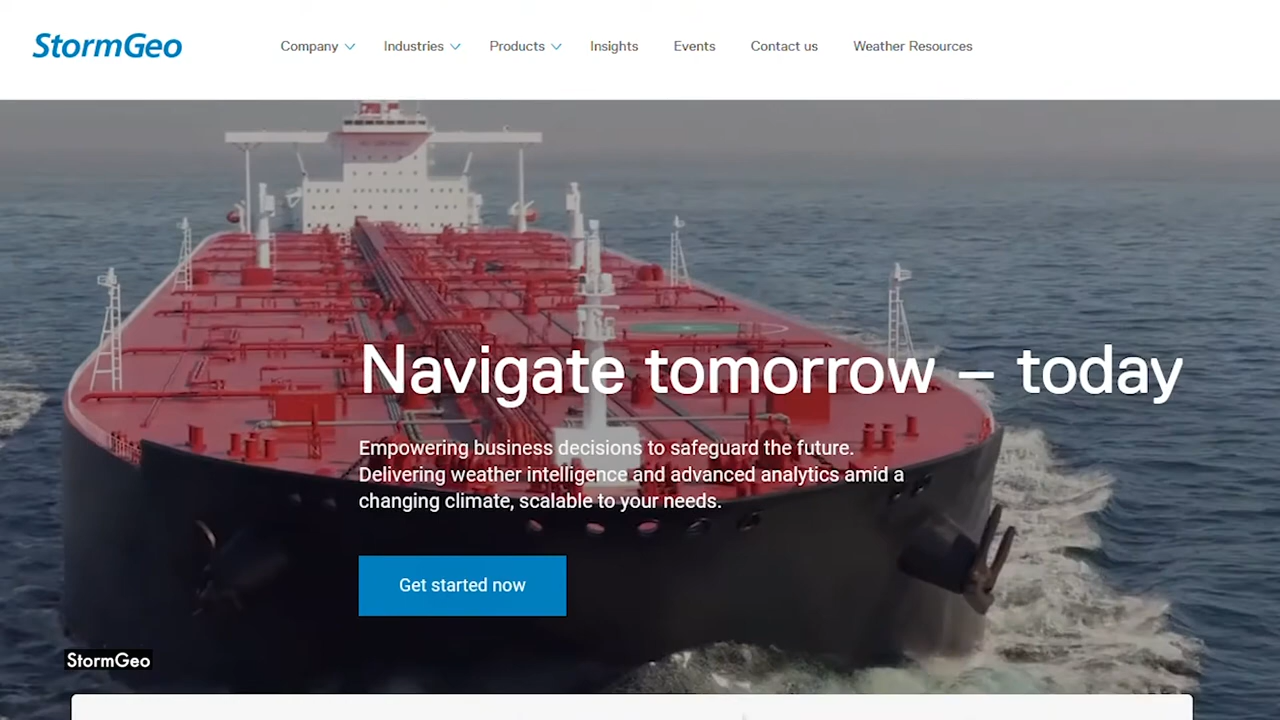 StormGeo
Company Industries Products Insights Events Contact us Weather Resources
Navigate tomorrow – today
Empowering business decisions to safeguard the future.
Delivering weather intelligence and advanced analytics amid a
changing climate, scalable to your needs.
Get started now
StormGeo